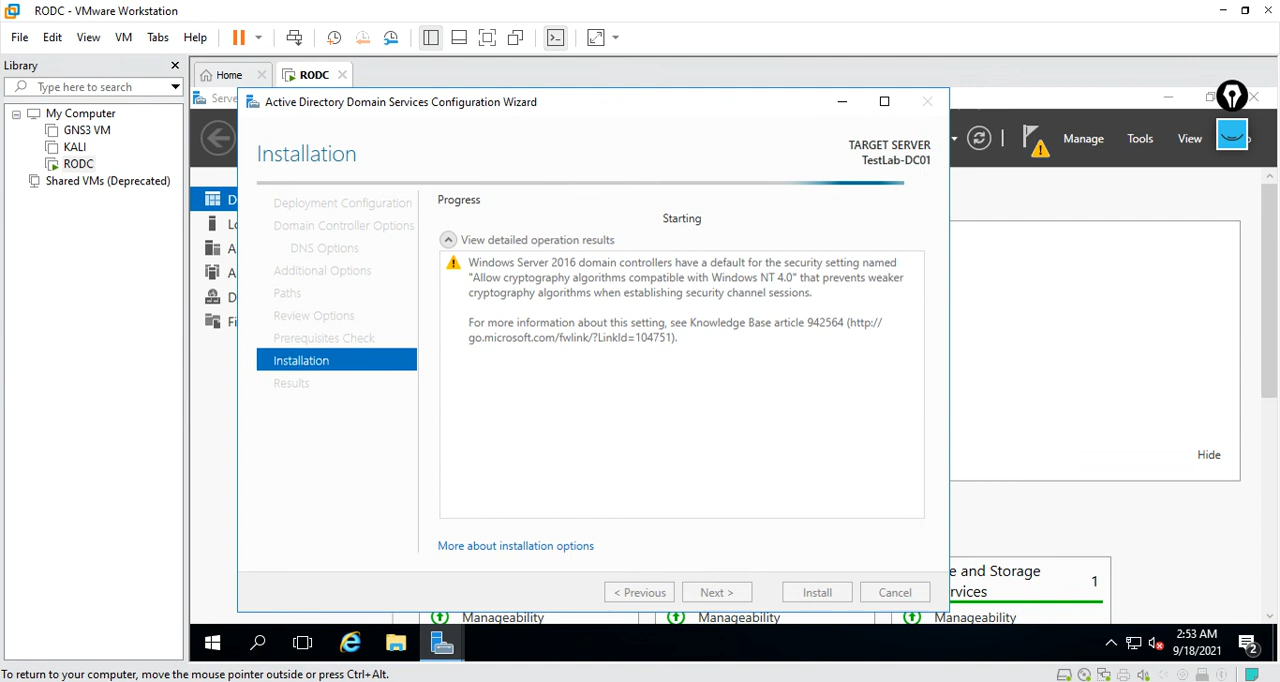 RODC - VMware Workstation
File Edit View VM Tabs Help
Library
Type here to search
My Computer
GNS3 VM
KALI
RODC
Shared VMs (Deprecated)
Home
RODC
Serve
Active Directory Domain Services Configuration Wizard
Manage Tools View
Installation
TARGET SERVER
TestLab-DC01
Deployment Configuration
Domain Controller Options
DNS Options
Additional Options
Paths
Review Options
Prerequisites Check
Installation
Results
D
Lo
A
A
D
Fi
Progress
Starting
View detailed operation results
Windows Server 2016 domain controllers have a default for the security setting named
"Allow cryptography algorithms compatible with Windows NT 4.0" that prevents weaker
cryptography algorithms when establishing security channel sessions.
For more information about this setting, see Knowledge Base article 942564 (http://
go.microsoft.com/fwlink/?LinkId=104751).
More about installation options
< Previous Next > Install Cancel
Hide
e and Storage
rvices
1
Manageability
Manageability
Manageability
2:53 AM
9/18/2021
2
To return to your computer, move the mouse pointer outside or press Ctrl+Alt.